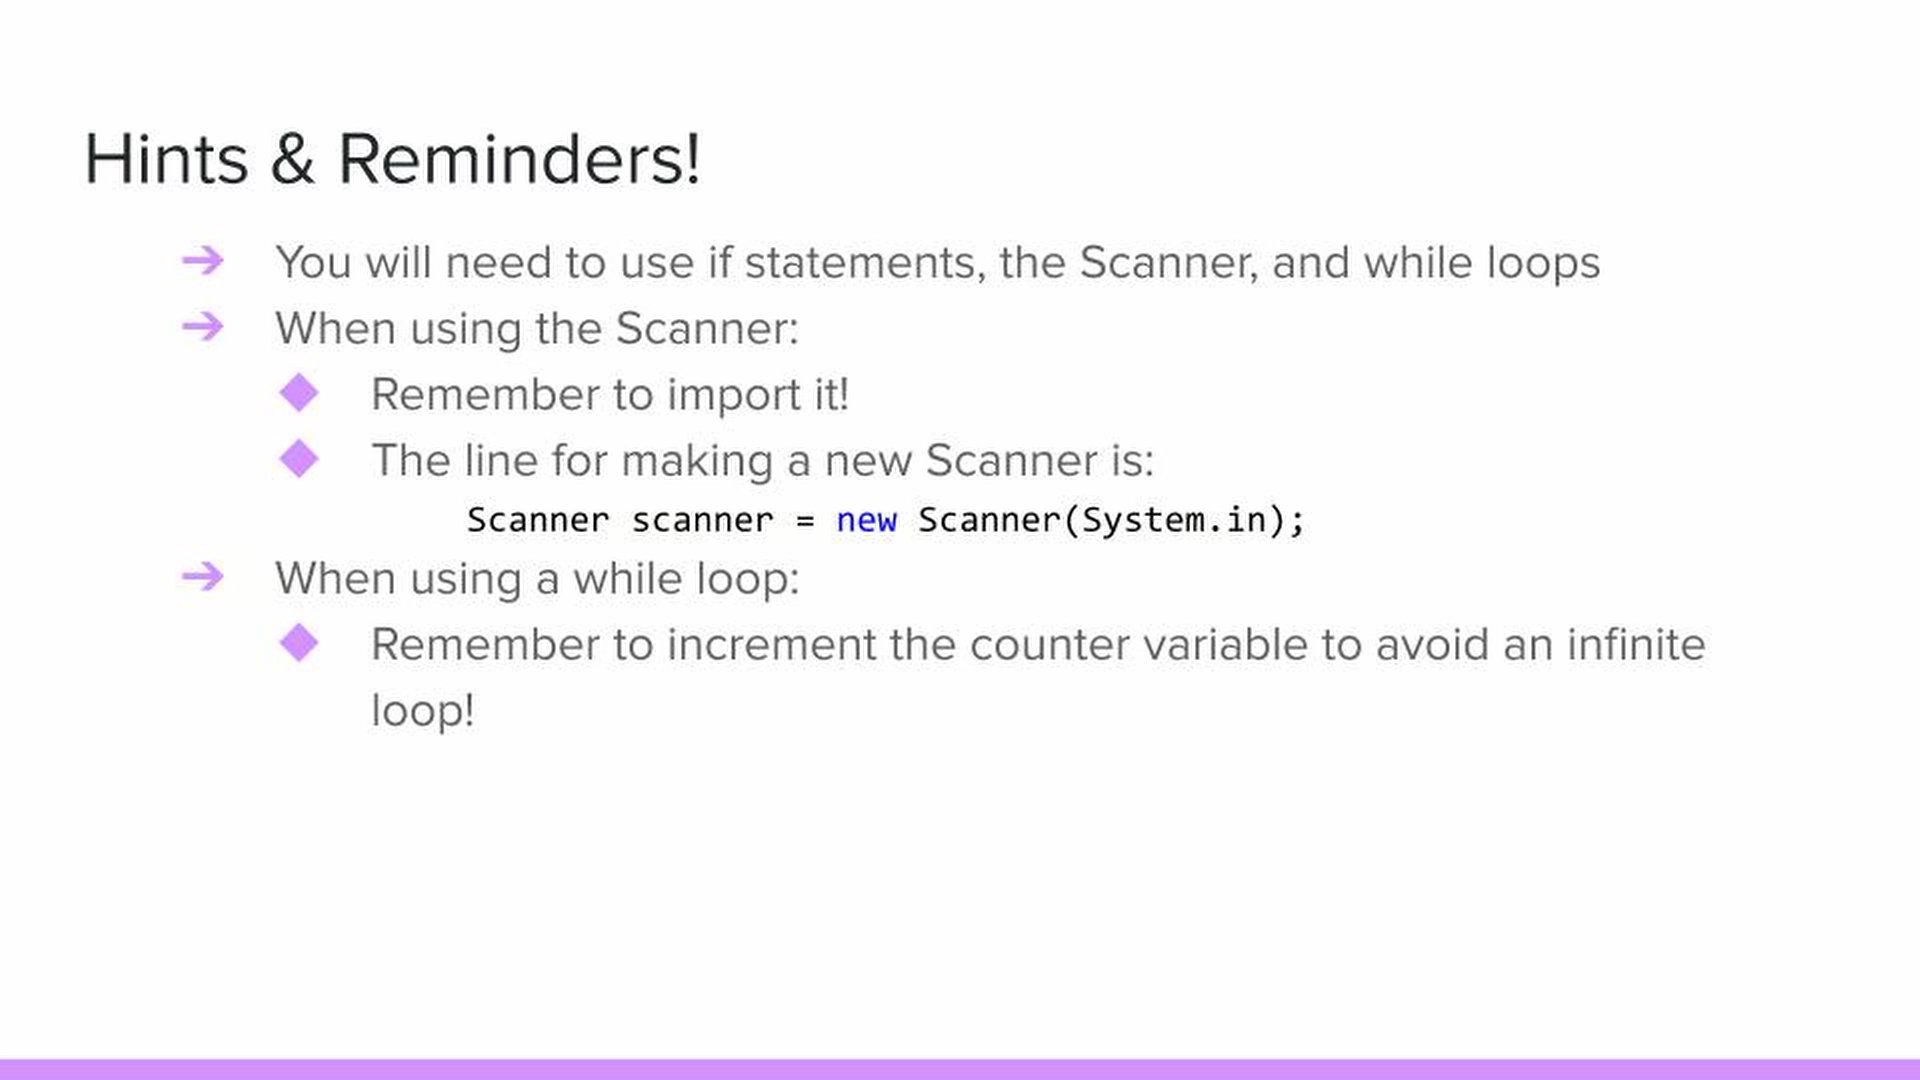 Hints & Reminders!
➔ You will need to use if statements, the Scanner, and while loops
➔ When using the Scanner:
◆ Remember to import it!
◆ The line for making a new Scanner is:
Scanner scanner = new Scanner(System.in);
➔ When using a while loop:
◆ Remember to increment the counter variable to avoid an infinite
loop!